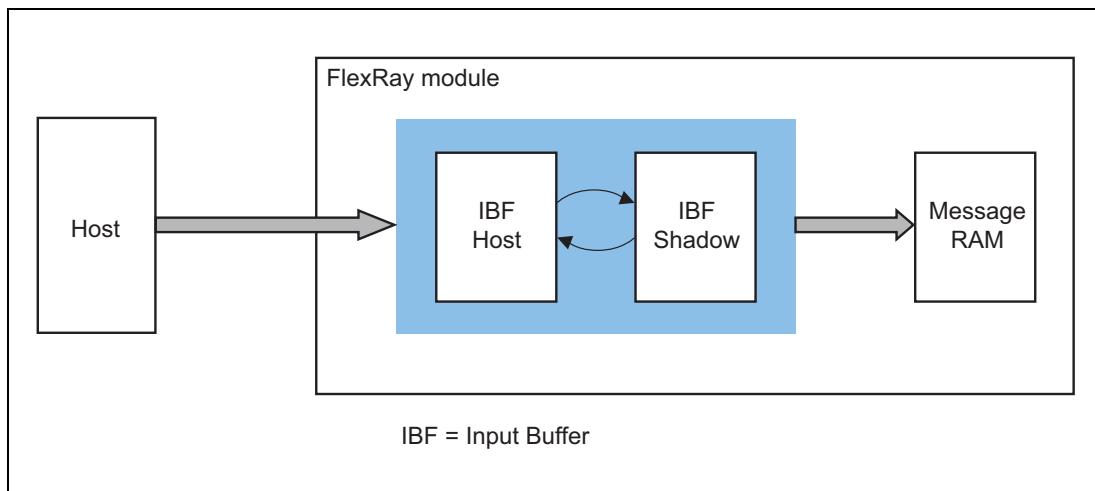 FlexRay module
Host
IBF
Host
IBF
Shadow
Message
RAM
IBF = Input Buffer